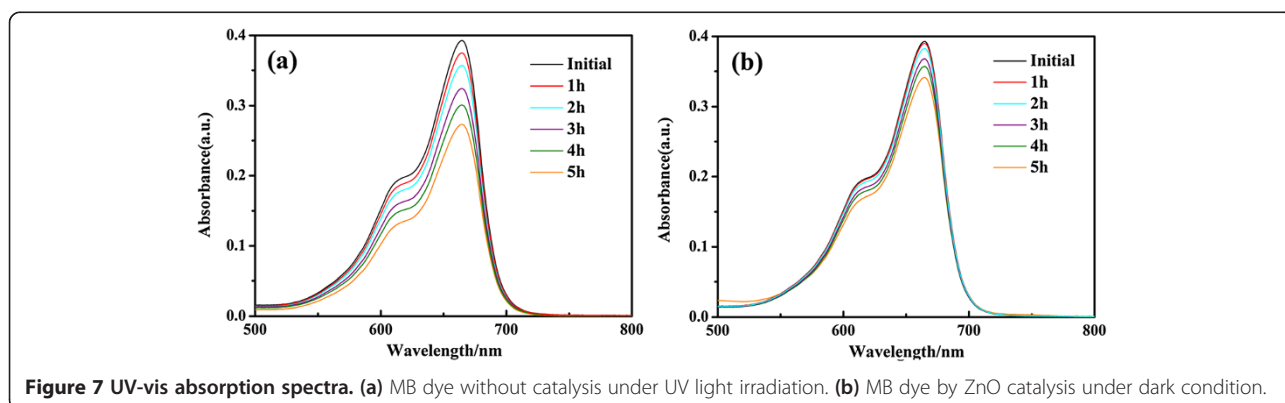 (a)
Initial
1h
2h
3h
4h
5h
Absorbance(a.u.)
0.4
0.3
0.2
0.1
0.0
500
600
700
800
Wavelength/nm
(b)
Initial
1h
2h
3h
4h
5h
Absorbance(a.u.)
0.4
0.3
0.2
0.1
0.0
500
600
700
800
Wavelength/nm
Figure 7 UV-vis absorption spectra. (a) MB dye without catalysis under UV light irradiation. (b) MB dye by ZnO catalysis under dark condition.